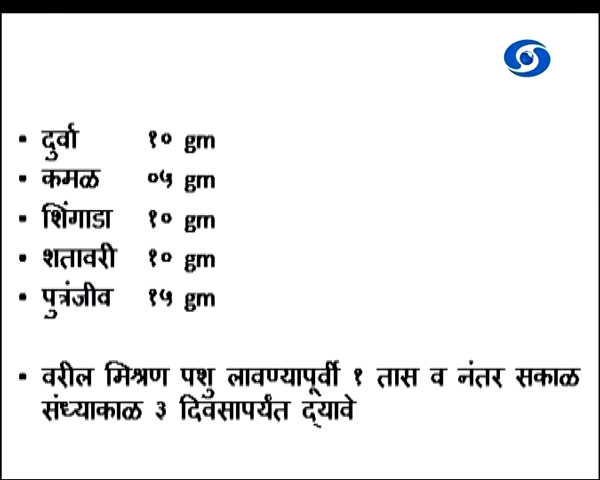 • दुर्वा १० gm
• कमळ ०५ gm
• शिंगाडा १० gm
• शतावरी १० gm
• पुत्रंजीव १५ gm
• वरील मिश्रण पशु लावण्यापूर्वी १ तास व नंतर सकाळ
संध्याकाळ ३ दिवसापर्यंत द्यावे